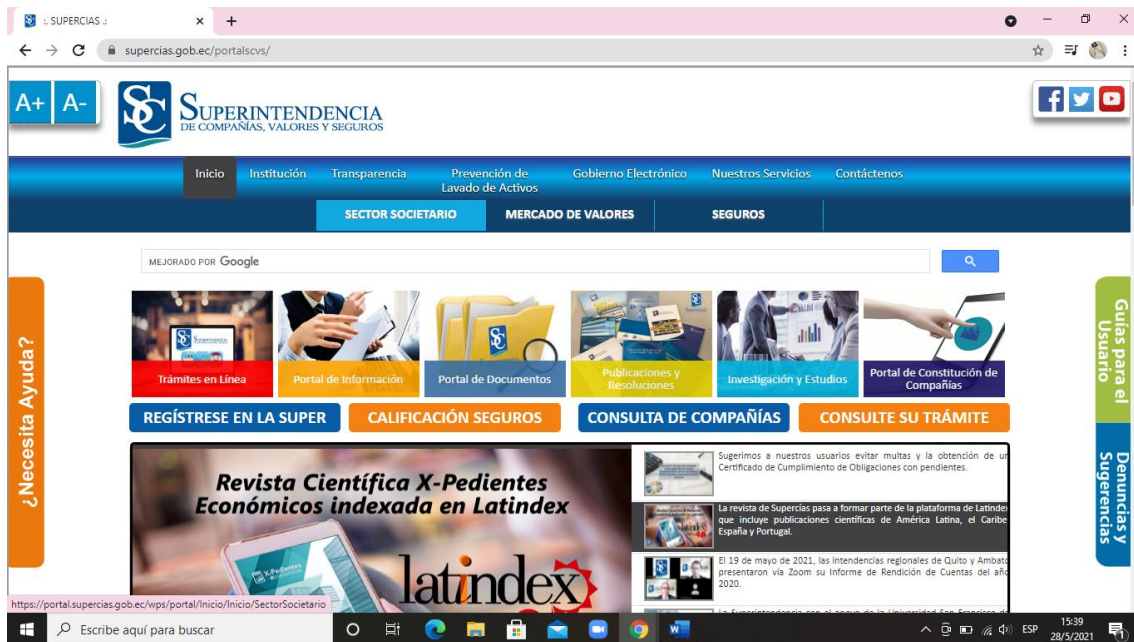 .:. SUPERCIAS .:
supercias.gob.ec/portalscvs/
A+ A-
SC SUPERINTENDENCIA
DE COMPAÑÍAS, VALORES Y SEGUROS
Inicio
Institución
Transparencia
Prevención de
Lavado de Activos
Gobierno Electrónico
Nuestros Servicios
Contáctenos
SECTOR SOCIETARIO
MERCADO DE VALORES
SEGUROS
MEJORADO POR Google
¿Necesita Ayuda?
Trámites en Línea
Portal de Información
Portal de Documentos
Publicaciones y
Resoluciones
Investigación y Estudios
Portal de Constitución de
Compañías
Guías para el
Usuario
REGÍSTRESE EN LA SUPER
CALIFICACIÓN SEGUROS
CONSULTA DE COMPAÑÍAS
CONSULTE SU TRÁMITE
Denuncias y
Sugerencias
Revista Científica X-Pedientes
Económicos indexada en Latindex
X-Pedientes
latindex
Sugerimos a nuestros usuarios evitar multas y la obtención de un
Certificado de Cumplimiento de Obligaciones con pendientes.
La revista de Supercías pasa a formar parte de la plataforma de Latindex
que incluye publicaciones científicas de América Latina, el Caribe
España y Portugal.
El 19 de mayo de 2021, las intendencias regionales de Quito y Ambato
presentaron vía Zoom su Informe de Rendición de Cuentas del año
2020.
https://portal.supercias.gob.ec/wps/portal/Inicio/Inicio/SectorSocietario
Escribe aquí para buscar
ESP
15:39
28/5/2021